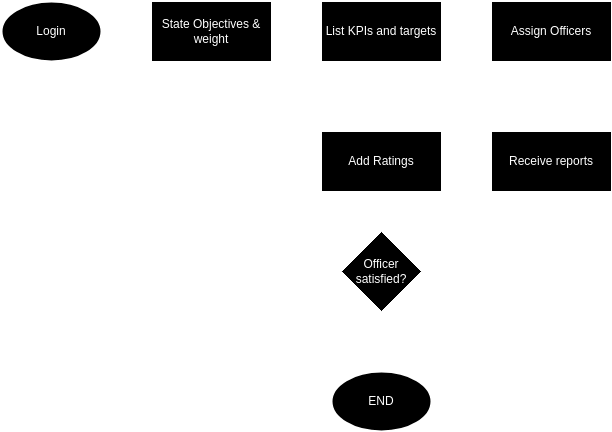 Login
State Objectives &
weight
List KPIs and targets
Assign Officers
Add Ratings
Receive reports
Officer
satisfied?
END